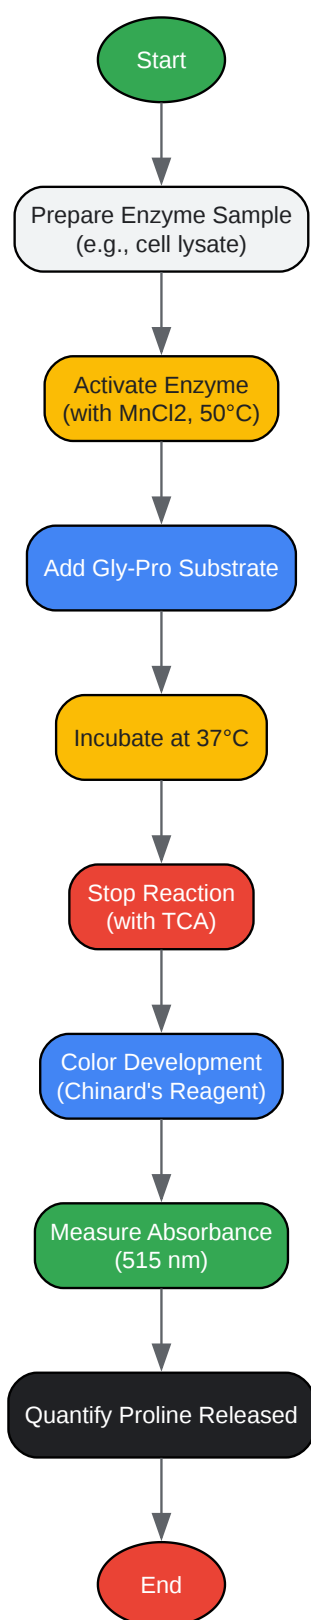 Start
Prepare Enzyme Sample
(e.g., cell lysate)
Activate Enzyme
(with MnCl2, 50°C)
Add Gly-Pro Substrate
Incubate at 37°C
Stop Reaction
(with TCA)
Color Development
(Chinard's Reagent)
Measure Absorbance
(515 nm)
Quantify Proline Released
End